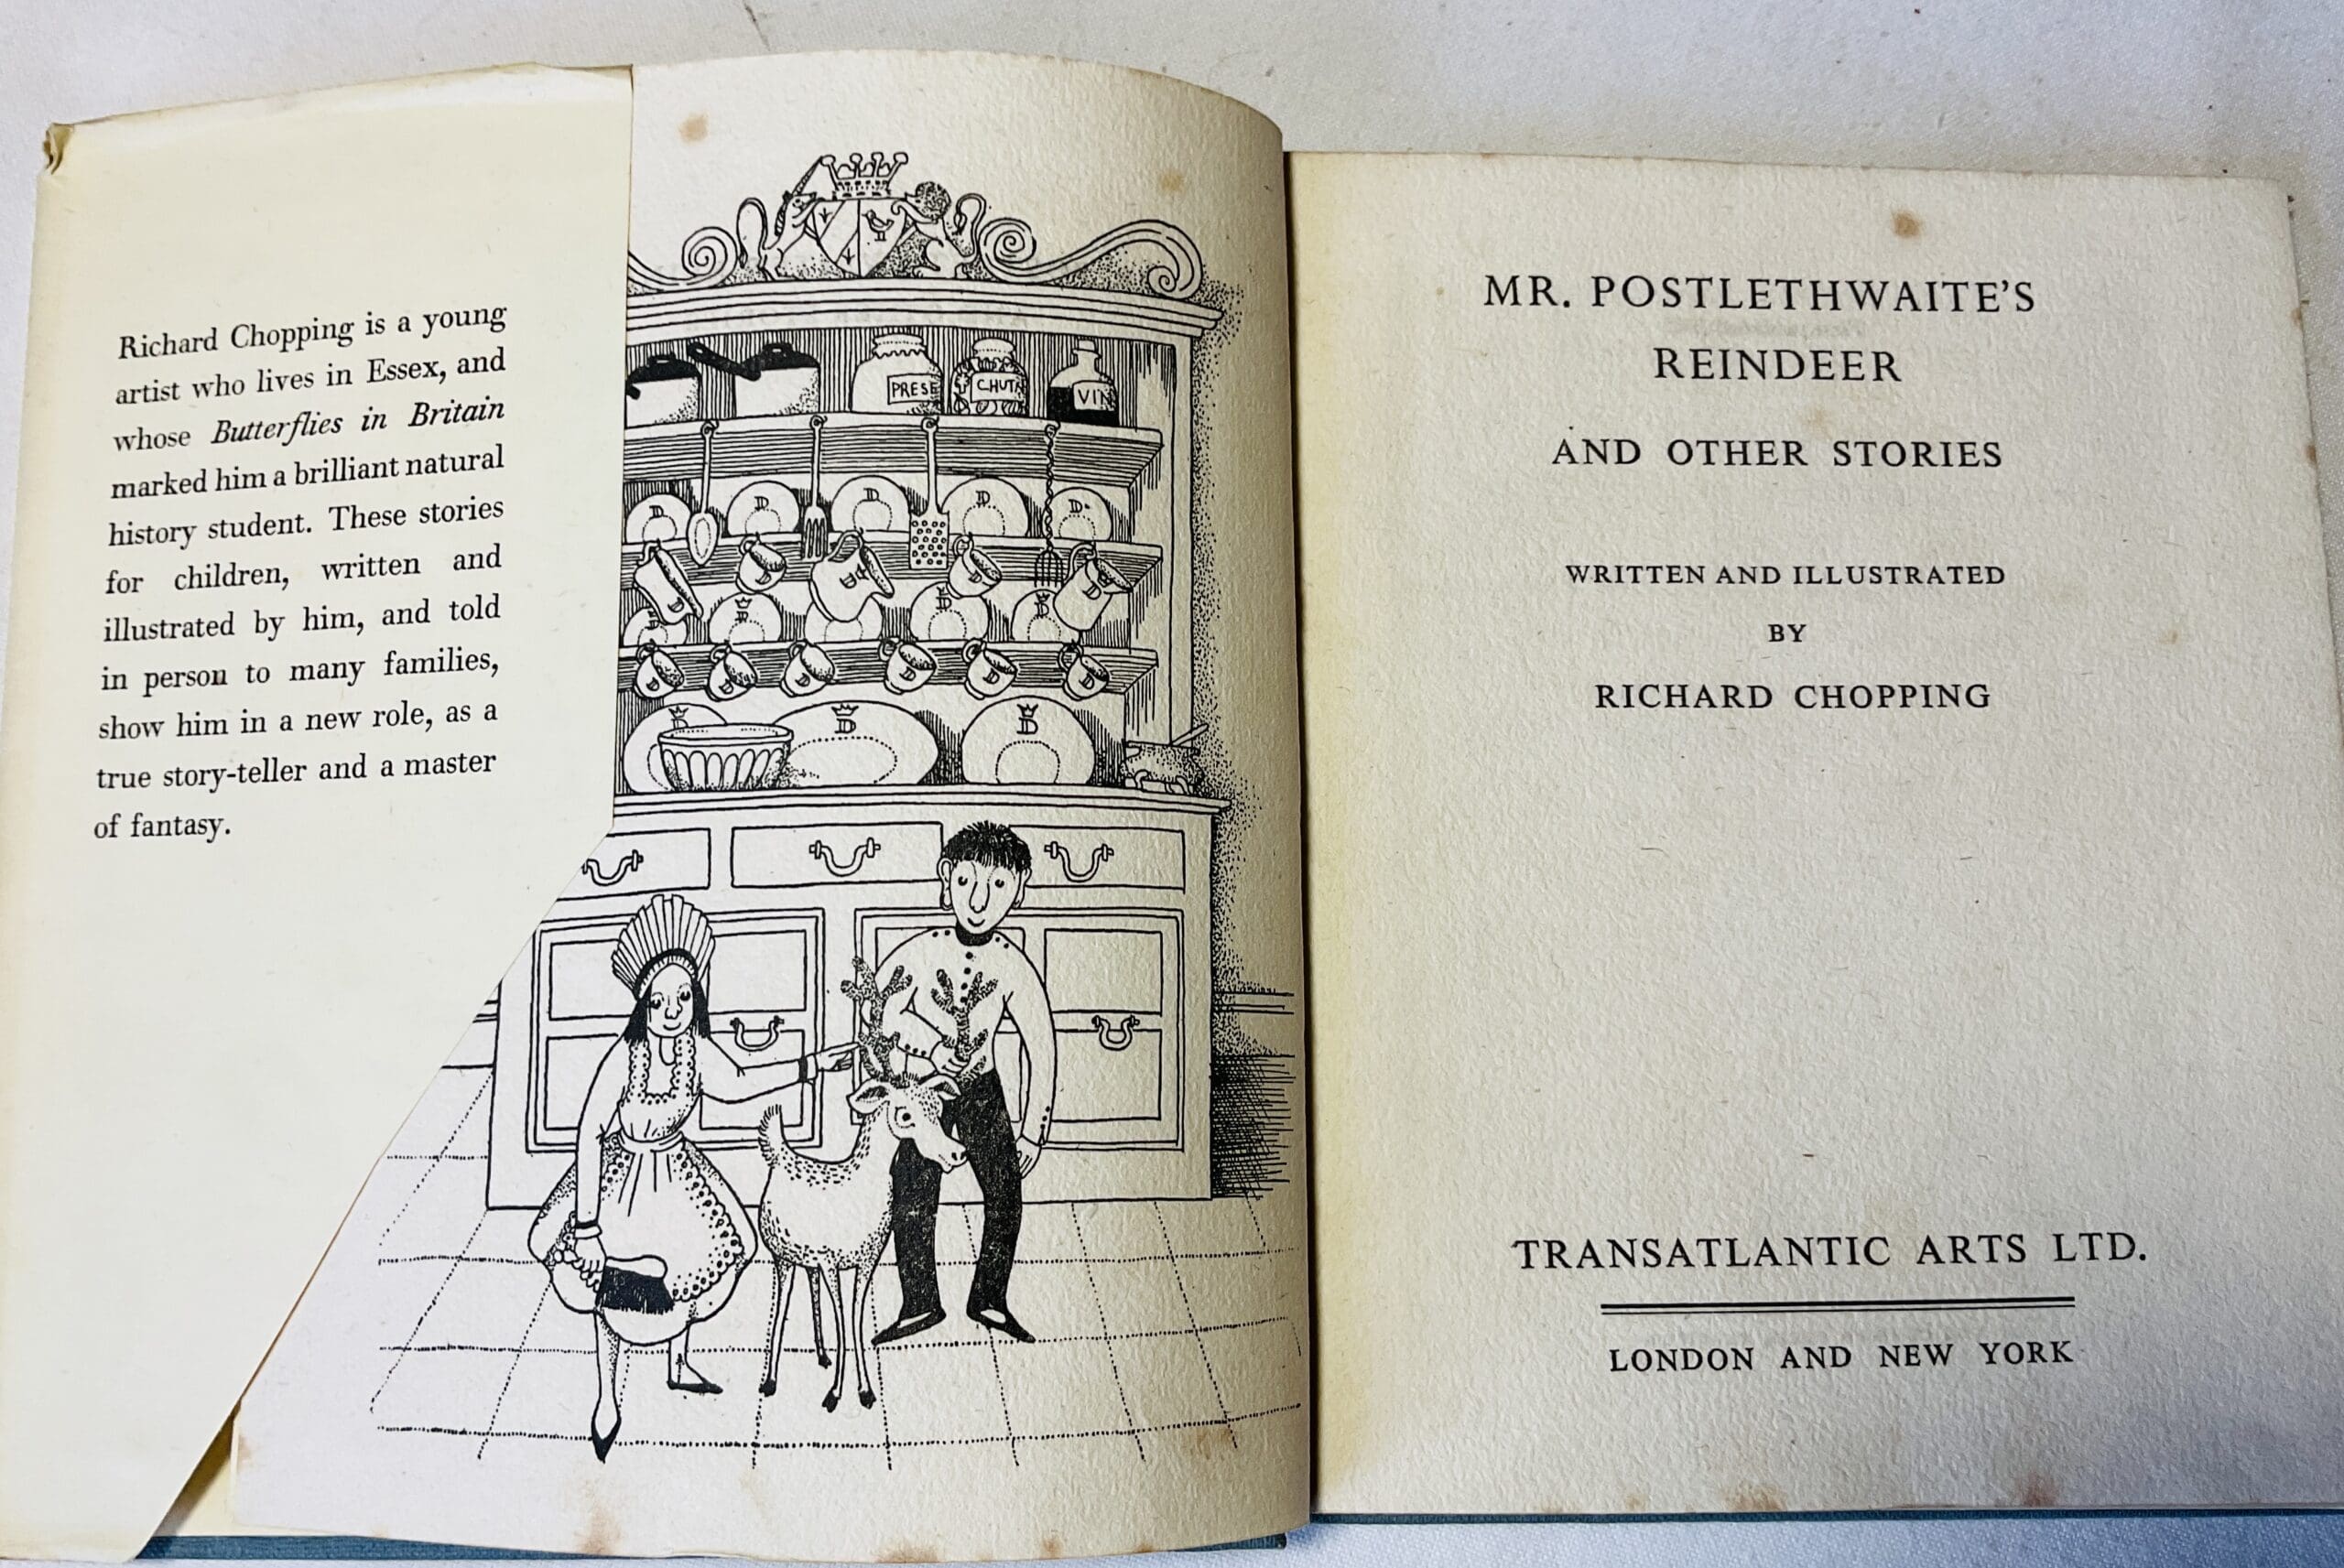 Richard Chopping is a young
artist who lives in Essex, and
whose Butterflies in Britain
marked him a brilliant natural
history student. These stories
for children, written and
illustrated by him, and told
in person to many families,
show him in a new role, as a
true story-teller and a master
of fantasy.
PRESE
CHUTN
VIN
D D D D D
D D D D D
D D D D
D D D D D D
D D D
MR. POSTLETHWAITE'S
REINDEER
AND OTHER STORIES
WRITTEN AND ILLUSTRATED
BY
RICHARD CHOPPING
TRANSATLANTIC ARTS LTD.
LONDON AND NEW YORK